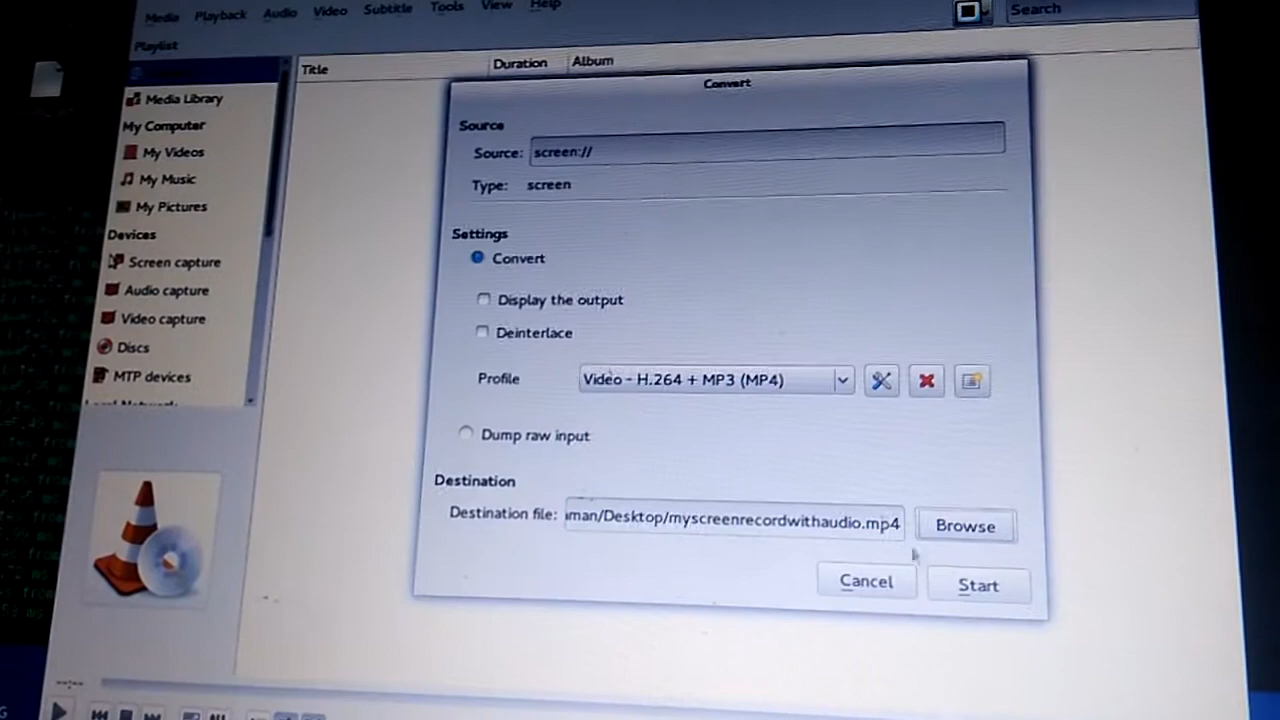 Media Playback Audio Video Subtitle Tools View Help
Search
Playlist
Title Duration Album
Media Library
My Computer
My Videos
My Music
My Pictures
Devices
Screen capture
Audio capture
Video capture
Discs
MTP devices
Convert
Source
Source: screen://
Type: screen
Settings
Convert
Display the output
Deinterlace
Profile Video - H.264 + MP3 (MP4)
Dump raw input
Destination
Destination file: man/Desktop/myscreenrecordwithaudio.mp4 Browse
Cancel Start
--:--